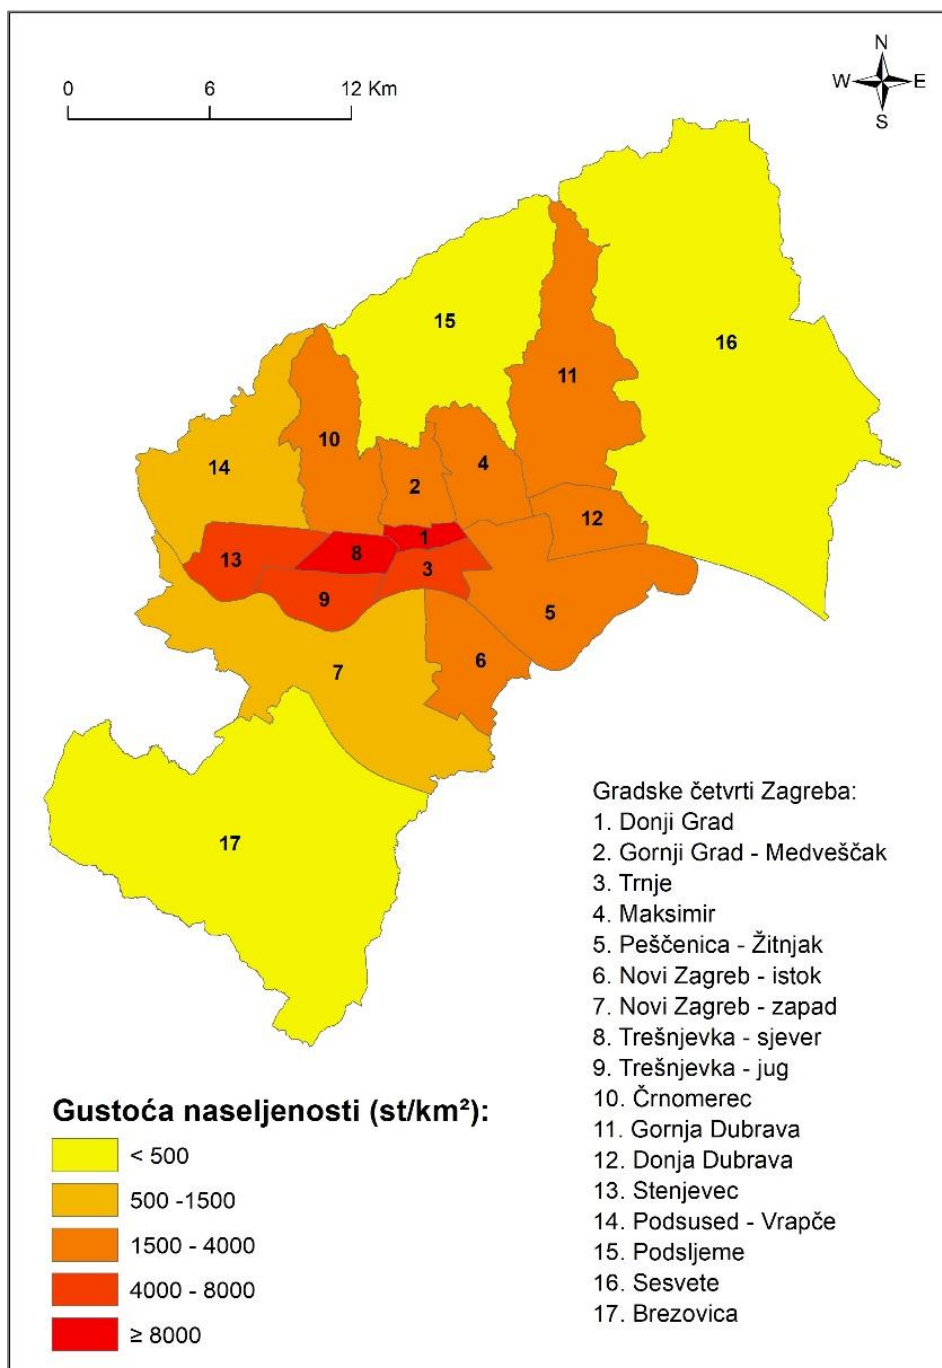 0 6 12 Km
N
W E
S
16
15
11
10
14
4
2
12
1
8
13
3
9
5
6
7
17
Gradske četvrti Zagreba:
1. Donji Grad
2. Gornji Grad - Medveščak
3. Trnje
4. Maksimir
5. Peščenica - Žitnjak
6. Novi Zagreb - istok
7. Novi Zagreb - zapad
8. Trešnjevka - sjever
9. Trešnjevka - jug
10. Črnomerec
11. Gornja Dubrava
12. Donja Dubrava
13. Stenjevec
14. Podsused - Vrapče
15. Podsljeme
16. Sesvete
17. Brezovica
Gustoća naseljenosti (st/km²):
< 500
500 -1500
1500 - 4000
4000 - 8000
≥ 8000